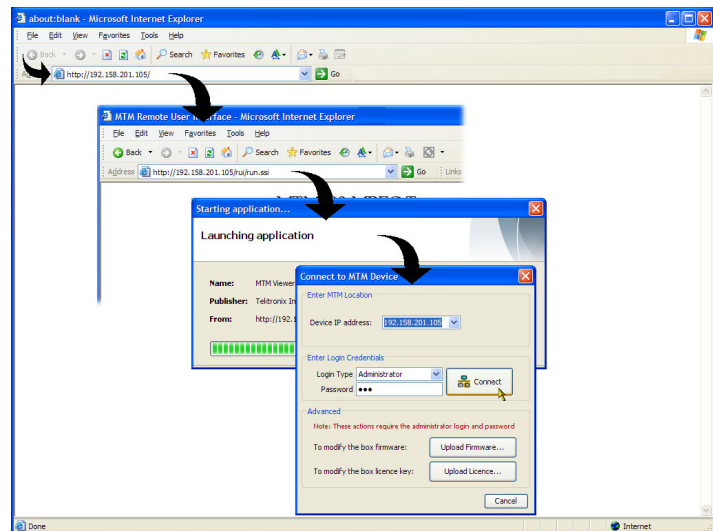 about:blank - Microsoft Internet Explorer
File Edit View Favorites Tools Help
Back Search Favorites
http://192.158.201.105/ Go
MTM Remote User Interface - Microsoft Internet Explorer
File Edit View Favorites Tools Help
Back Search Favorites
Address http://192.158.201.105/rui/run.ssi Go Links
Starting application...
Launching application
Name: MTM Viewer
Publisher: Tektronix In
From: http://192.1
Connect to MTM Device
Enter MTM Location
Device IP address: 192.158.201.105
Enter Login Credentials
Login Type Administrator
Password ●●●
Connect
Advanced
Note: These actions require the administrator login and password
To modify the box firmware: Upload Firmware...
To modify the box licence key: Upload Licence...
Cancel
Done Internet